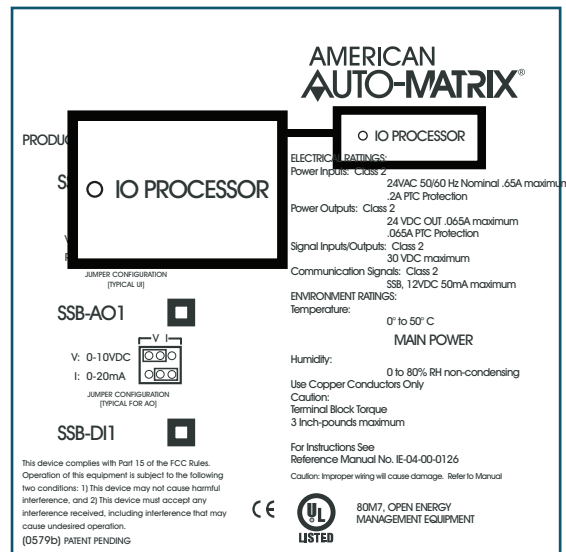 AMERICAN
AUTO-MATRIX®
IO PROCESSOR
IO PROCESSOR
ELECTRICAL RATTINGS:
Power Inputs: Class 2
24VAC 50/60 Hz Nominal .65A maximum
.2A PTC Protection
Power Outputs: Class 2
24 VDC OUT .065A maximum
.065A PTC Protection
Signal Inputs/Outputs: Class 2
30 VDC maximum
Communication Signals: Class 2
SSB, 12VDC 50mA maximum
ENVIRONMENT RATINGS:
Temperature:
0° to 50° C
MAIN POWER
Humidity:
0 to 80% RH non-condensing
Use Copper Conductors Only
Caution:
Terminal Block Torque
3 Inch-pounds maximum
For Instructions See
Reference Manual No. IE-04-00-0126
Caution: Improper wiring will cause damage. Refer to Manual
JUMPER CONFIGURATION
(TYPICAL UI)
SSB-AO1
V I
V: 0-10VDC
I: 0-20mA
JUMPER CONFIGURATION
(TYPICAL FOR AO)
SSB-DI1
This device complies with Part 15 of the FCC Rules.
Operation of this equipment is subject to the following
two conditions: 1) This device may not cause harmful
interference, and 2) This device must accept any
interference received, including interference that may
cause undesired operation.
(0579b) PATENT PENDING
CE
UL
LISTED
80M7, OPEN ENERGY
MANAGEMENT EQUIPMENT